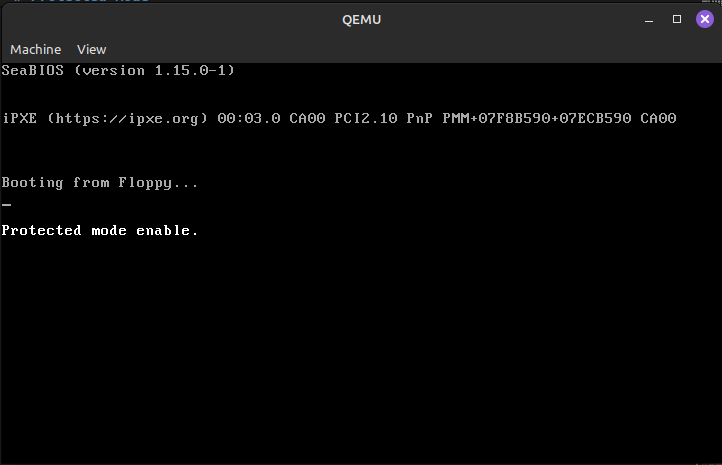 QEMU
Machine View
SeaBIOS (version 1.15.0-1)
iPXE (https://ipxe.org) 00:03.0 CA00 PCI2.10 PnP PMM+07F8B590+07ECB590 CA00
Booting from Floppy...
_
Protected mode enable.